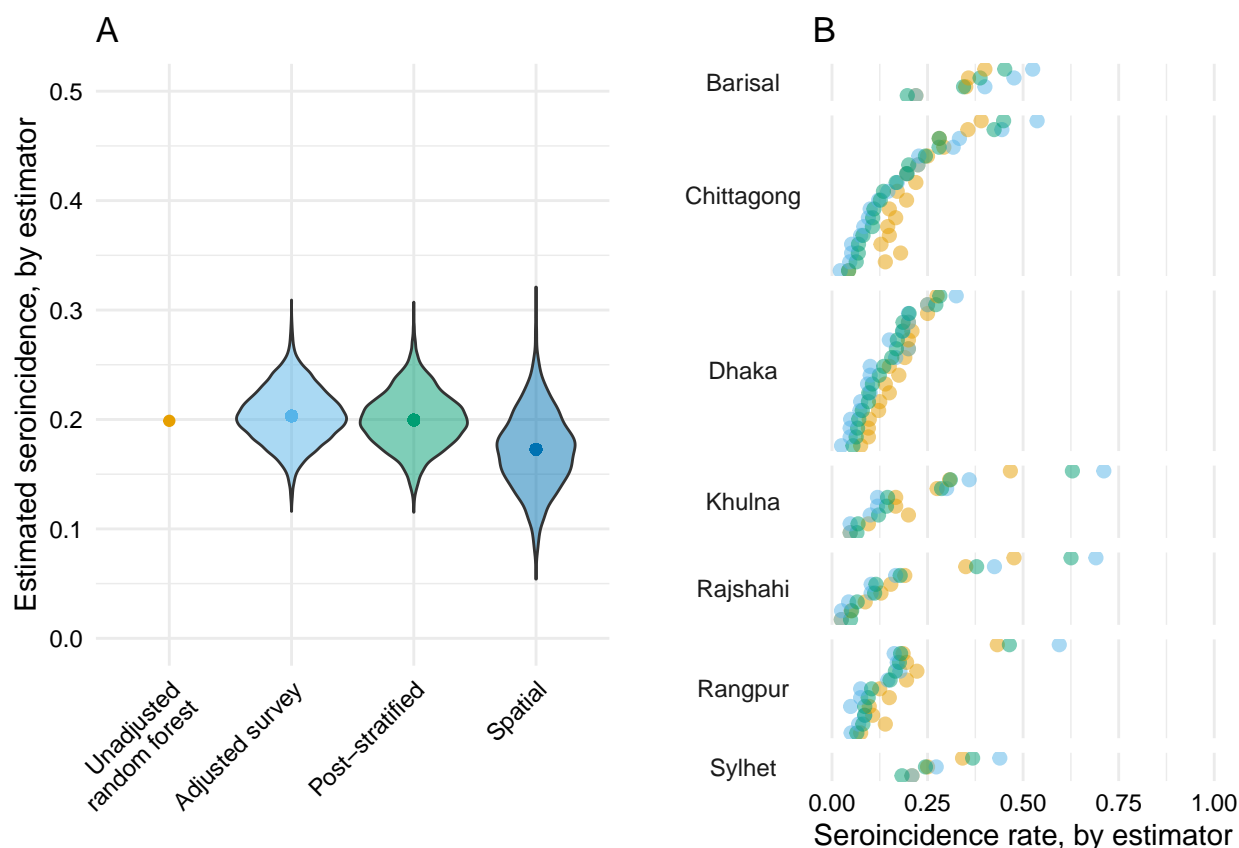 A
Estimated seroincidence, by estimator
0.5
0.4
0.3
0.2
0.1
0.0
Unadjusted
random forest
Adjusted survey
Post−stratified
Spatial
B
Barisal
Chittagong
Dhaka
Khulna
Rajshahi
Rangpur
Sylhet
0.00 0.25 0.50 0.75 1.00
Seroincidence rate, by estimator